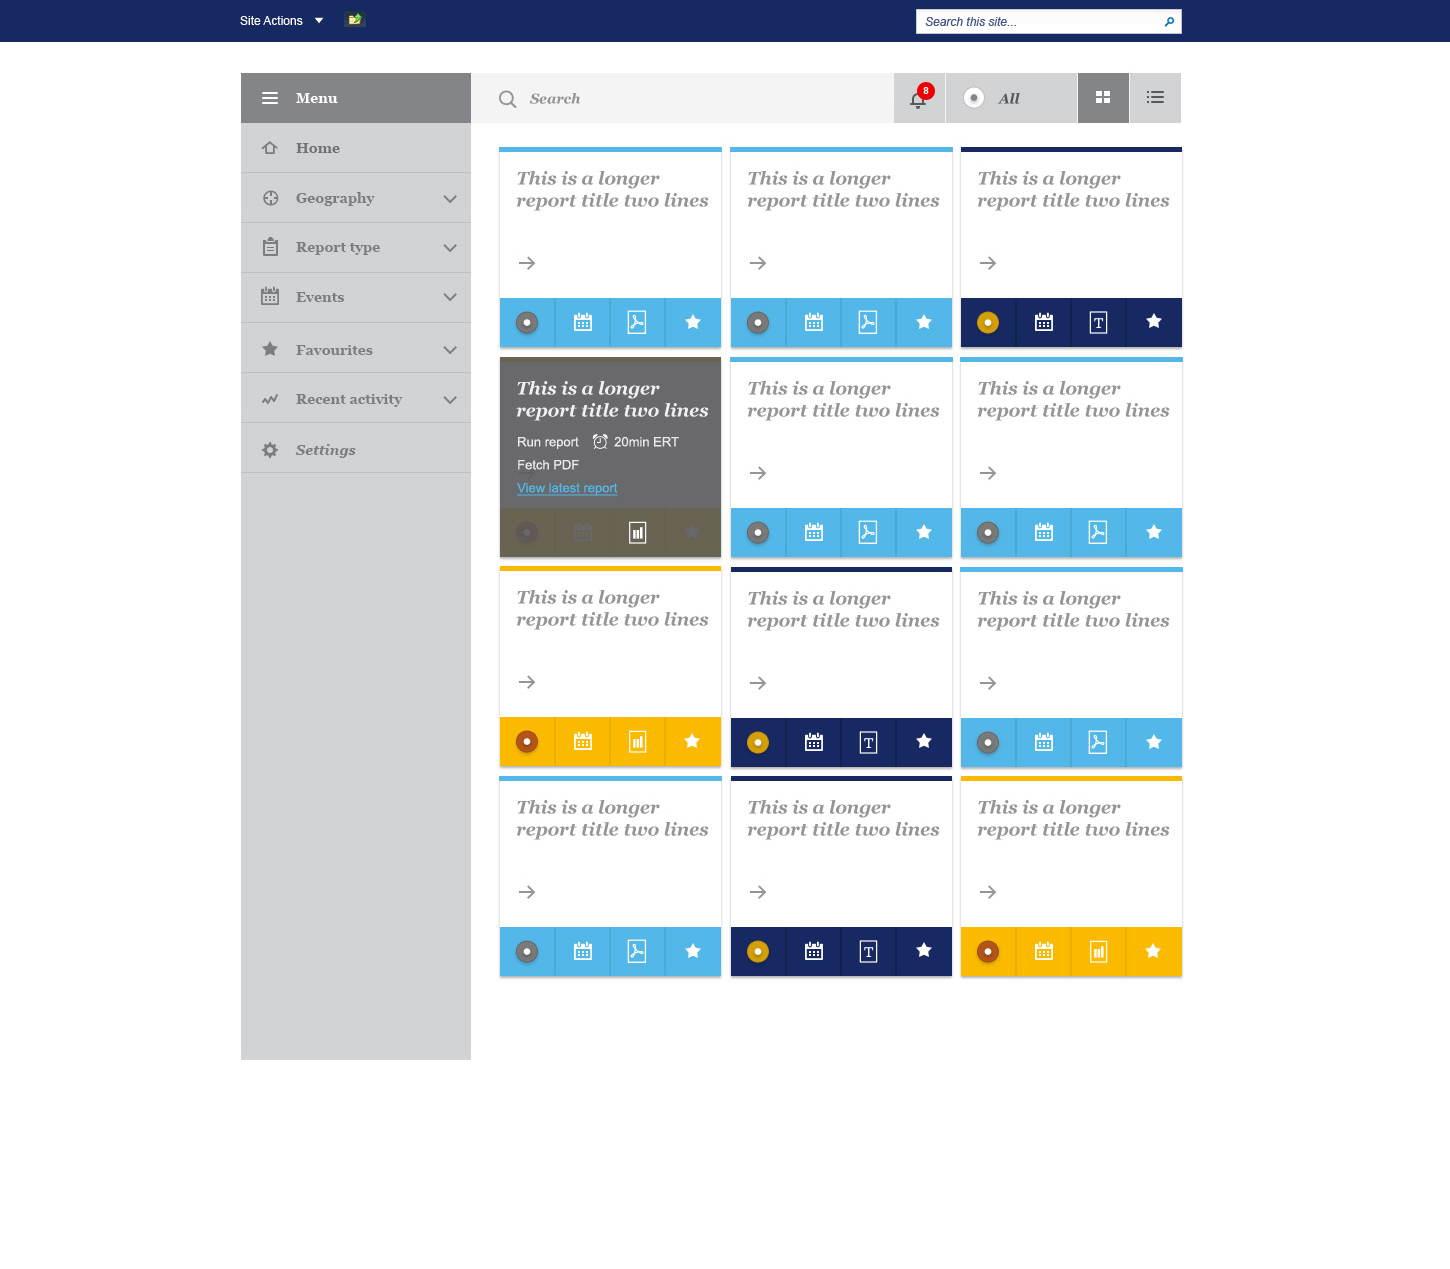 Site Actions
Search this site...
Menu
Search
8
All
Home
Geography
Report type
Events
Favourites
Recent activity
Settings
This is a longer
report title two lines
This is a longer
report title two lines
This is a longer
report title two lines
T
This is a longer
report title two lines
Run report 20min ERT
Fetch PDF
View latest report
This is a longer
report title two lines
This is a longer
report title two lines
This is a longer
report title two lines
This is a longer
report title two lines
T
This is a longer
report title two lines
This is a longer
report title two lines
This is a longer
report title two lines
T
This is a longer
report title two lines